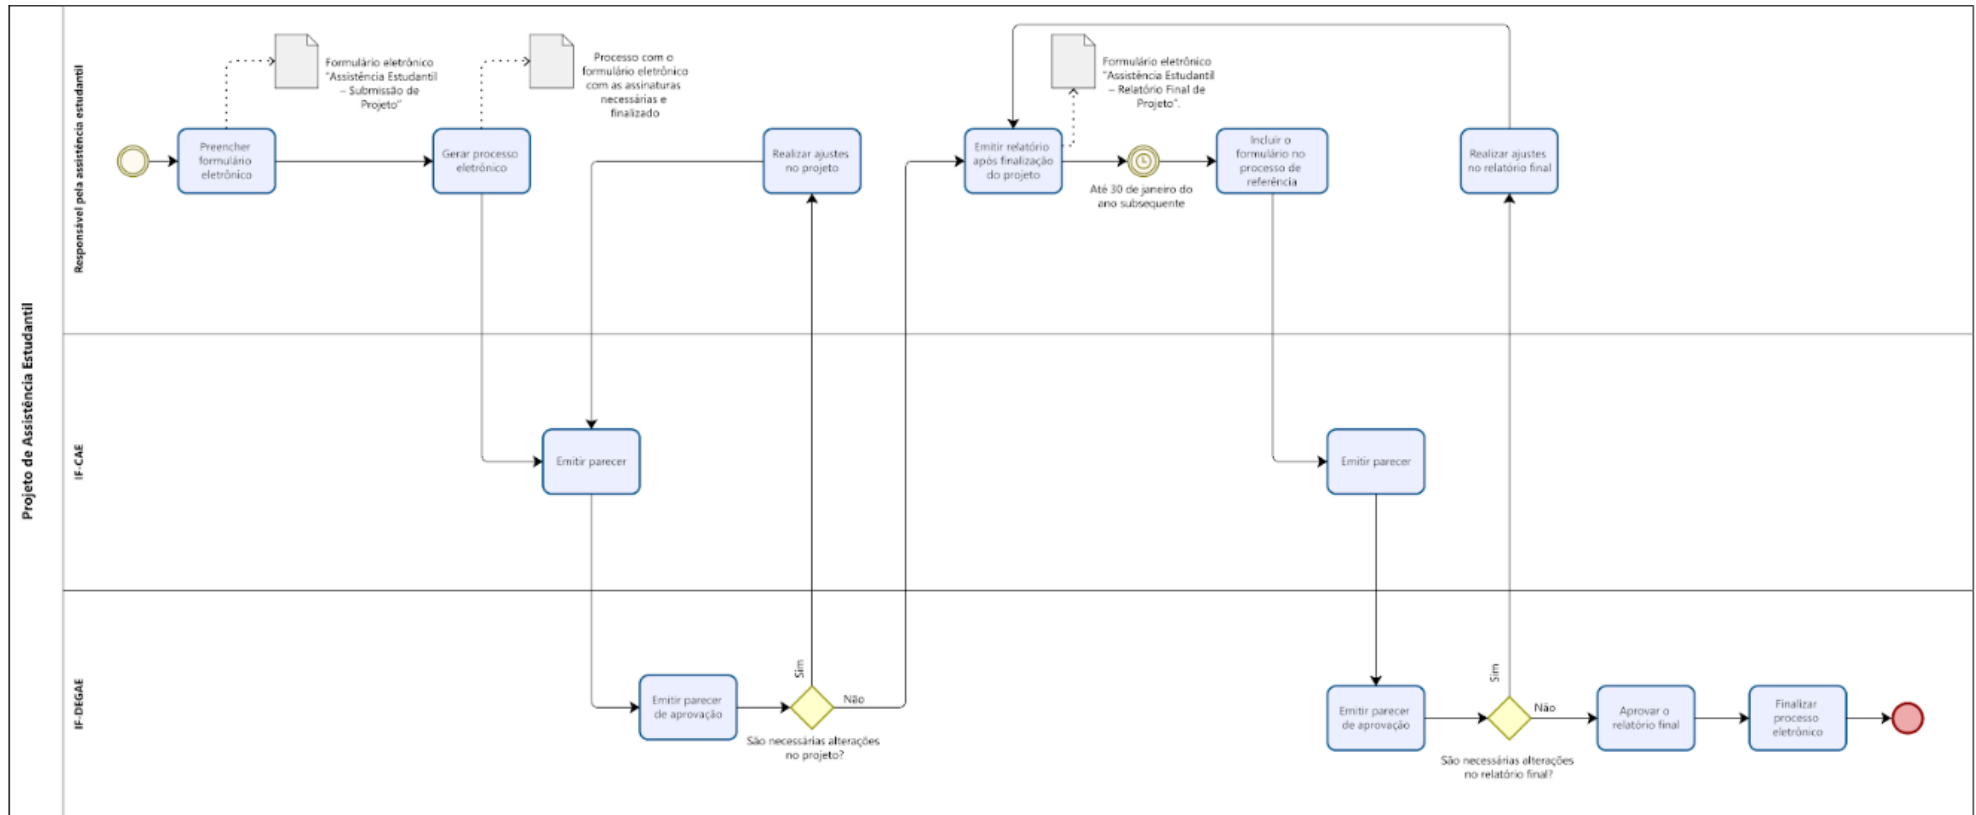 Projeto de Assistência Estudantil
Responsável pela assistência estudantil
Preencher
formulário
eletrônico
Formulário eletrônico
"Assistência Estudantil
– Submissão de
Projeto"
Gerar processo
eletrônico
Processo com o
formulário eletrônico
com as assinaturas
necessárias e
finalizado
Realizar ajustes
no projeto
Emitir relatório
após finalização
do projeto
Formulário eletrônico
"Assistência Estudantil
– Relatório Final de
Projeto".
Até 30 de janeiro do
ano subsequente
Incluir o
formulário no
processo de
referência
Realizar ajustes
no relatório final
IF-CAE
Emitir parecer
Emitir parecer
IF-DEGAE
Emitir parecer
de aprovação
Sim
Não
São necessárias alterações
no projeto?
Emitir parecer
de aprovação
Sim
Não
São necessárias alterações
no relatório final?
Aprovar o
relatório final
Finalizar
processo
eletrônico